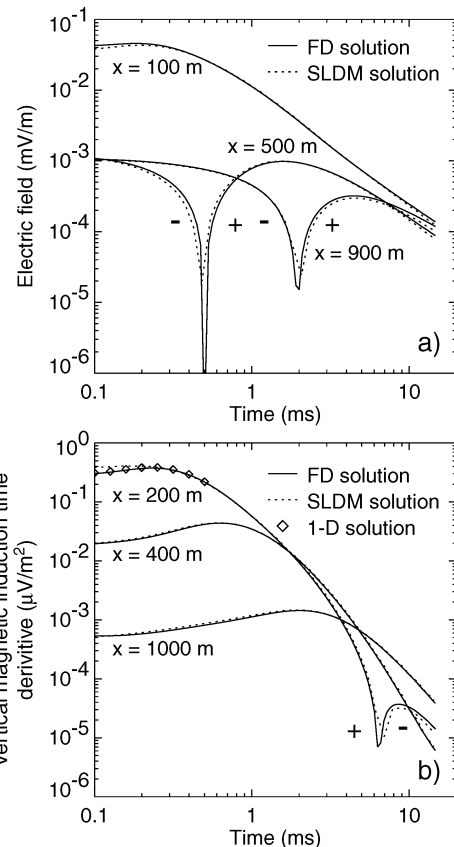 10-1
10-2
10-3
10-4
10-5
10-6
Electric field (mV/m)
FD solution
SLDM solution
x = 100 m
x = 500 m
- + - +
x = 900 m
a)
0.1 1 10
Time (ms)
100
10-1
10-2
10-3
10-4
10-5
10-6
vertical magnetic induction time
derivitive (μV/m2)
FD solution
SLDM solution
1-D solution
x = 200 m
x = 400 m
x = 1000 m
+ -
b)
0.1 1 10
Time (ms)